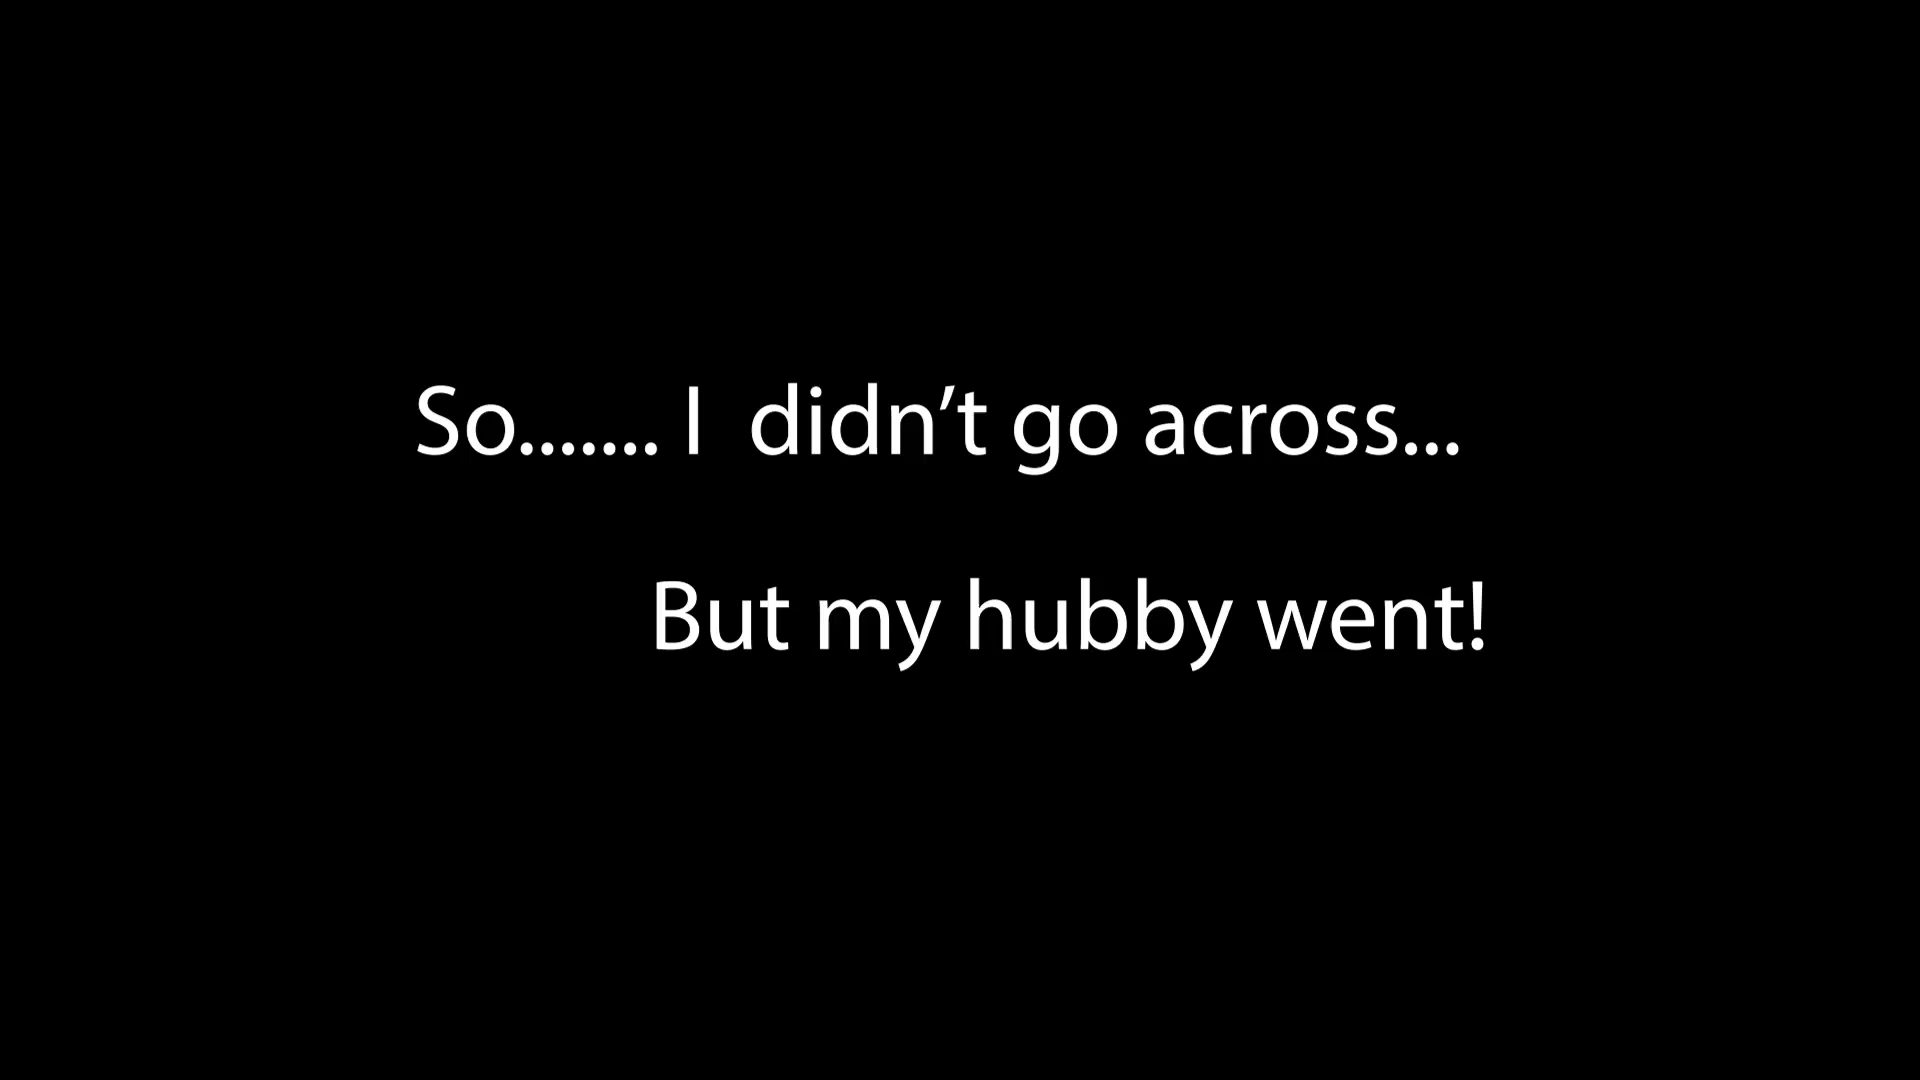 So....... I  didn’t go across...
But my hubby went!